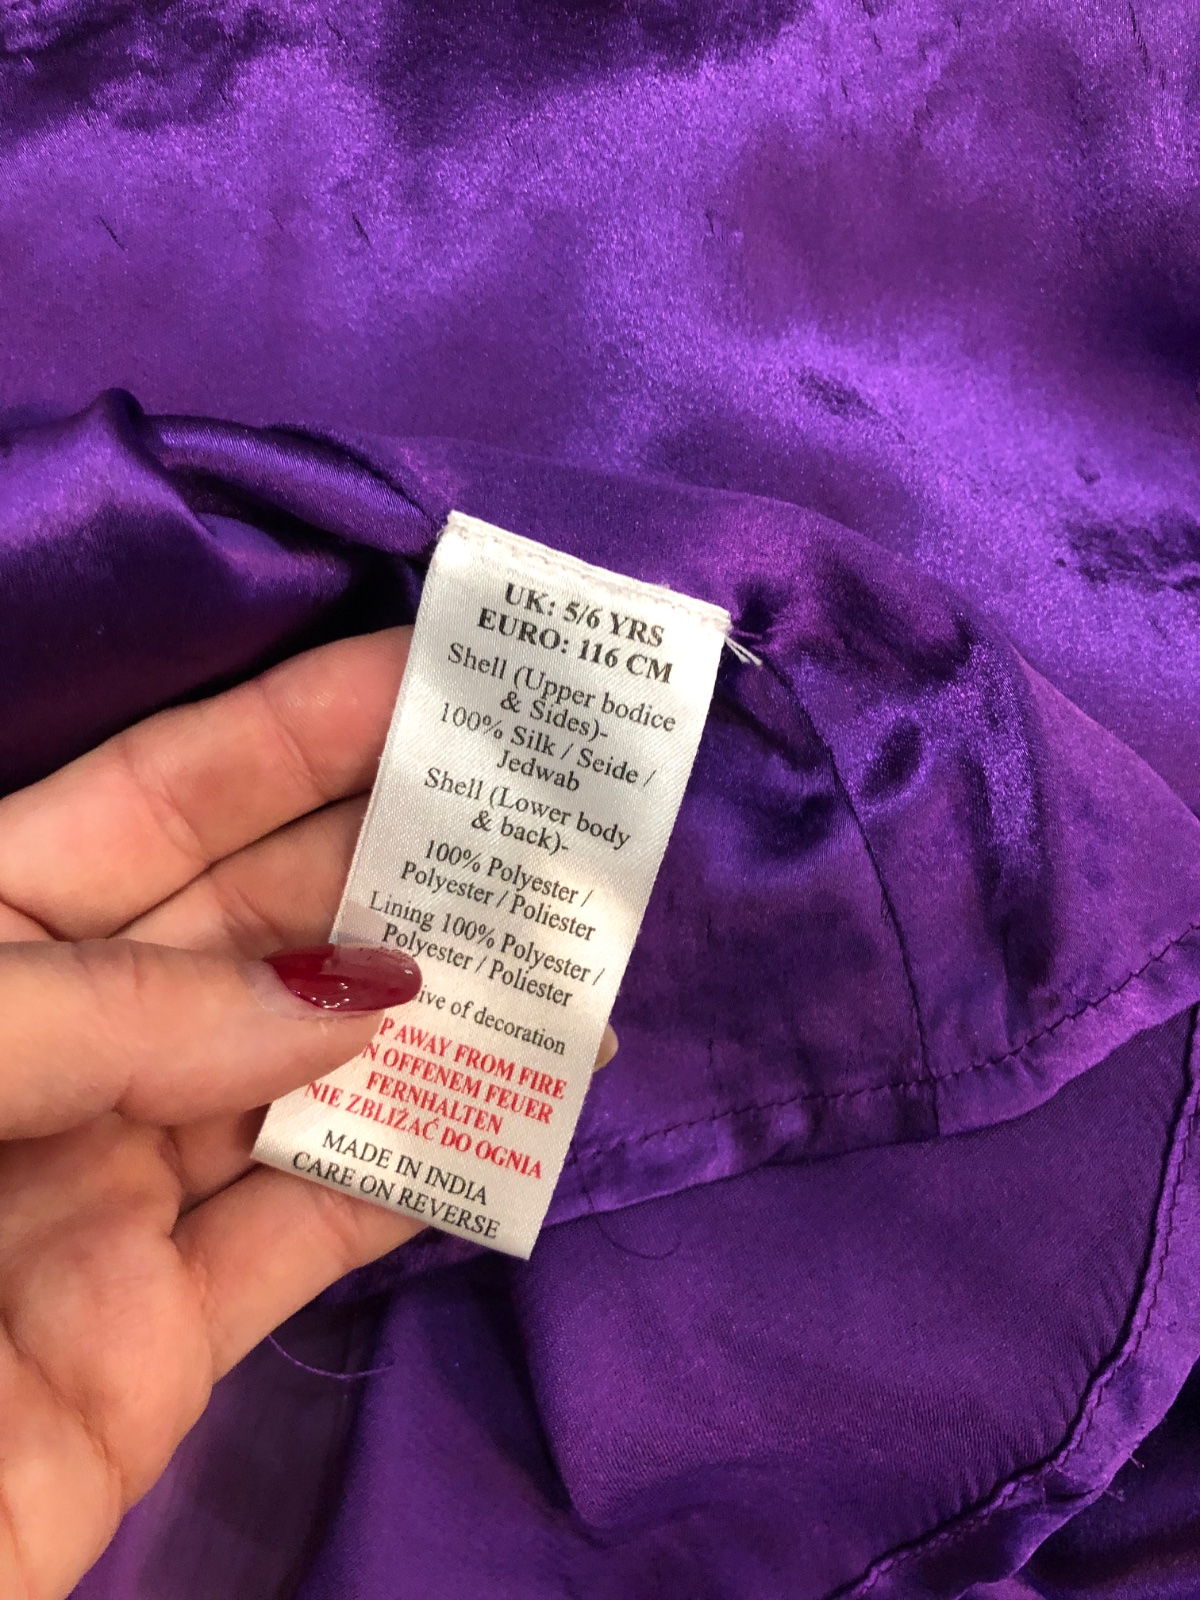 UK: 5/6 YRS
EURO: 116 CM
Shell (Upper bodice
& Sides)-
100% Silk / Seide /
Jedwab
Shell (Lower body
& back)-
100% Polyester /
Polyester / Poliester
Lining 100% Polyester /
Polyester / Poliester
of decoration
AWAY FROM FIRE
OFFENEM FEUER
FERNHALTEN
NIE ZBLIŻAĆ DO OGNIA
MADE IN INDIA
CARE ON REVERSE